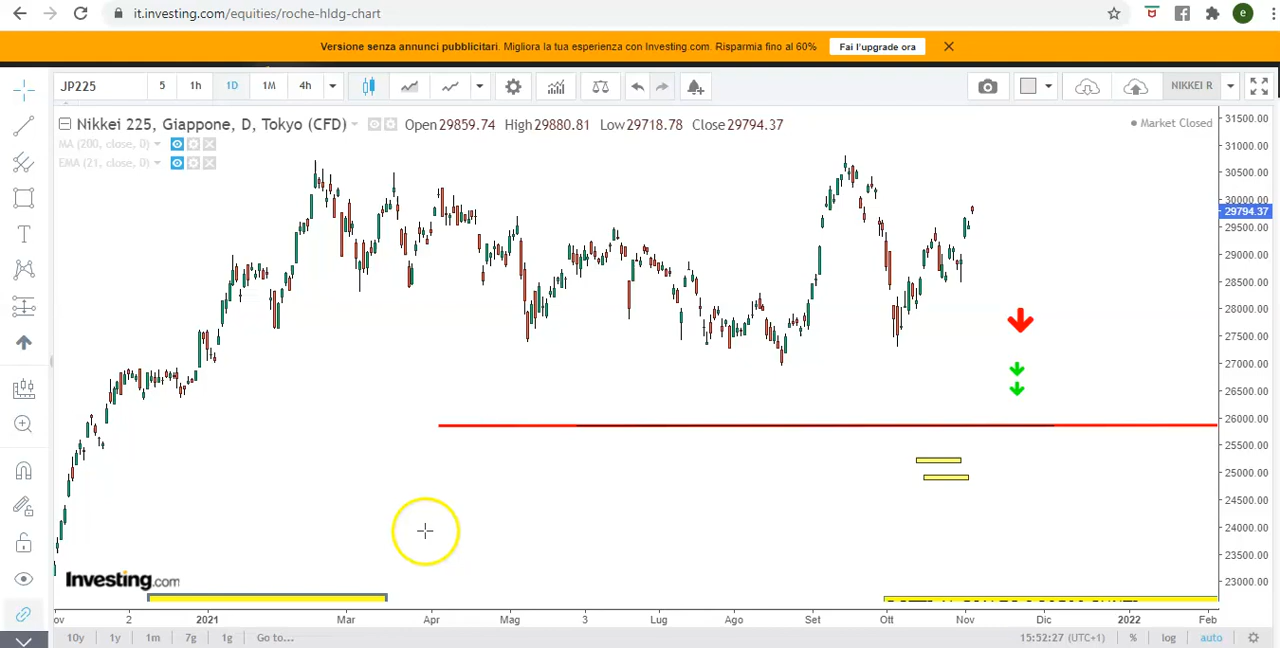 it.investing.com/equities/roche-hldg-chart
e
Versione senza annunci pubblicitari. Migliora la tua esperienza con Investing.com. Risparmia fino al 60%
Fai l'upgrade ora
JP225
5
1h
1D
1M
4h
NIKKEI R
Nikkei 225, Giappone, D, Tokyo (CFD)
Open 29859.74 High 29880.81 Low 29718.78 Close 29794.37
Market Closed
MA (200, close, D)
EMA (21, close, D)
31500.00
31000.00
30500.00
30000.00
29794.37
29500.00
29000.00
28500.00
28000.00
27500.00
27000.00
26500.00
26000.00
25500.00
25000.00
24500.00
24000.00
23500.00
23000.00
Investing.com
ov 2 2021 Mar Apr Mag 3 Lug Ago Set Ott Nov Dic 2022 Feb
10y 1y 1m 7g 1g Go to...
15:52:27 (UTC+1) % log auto